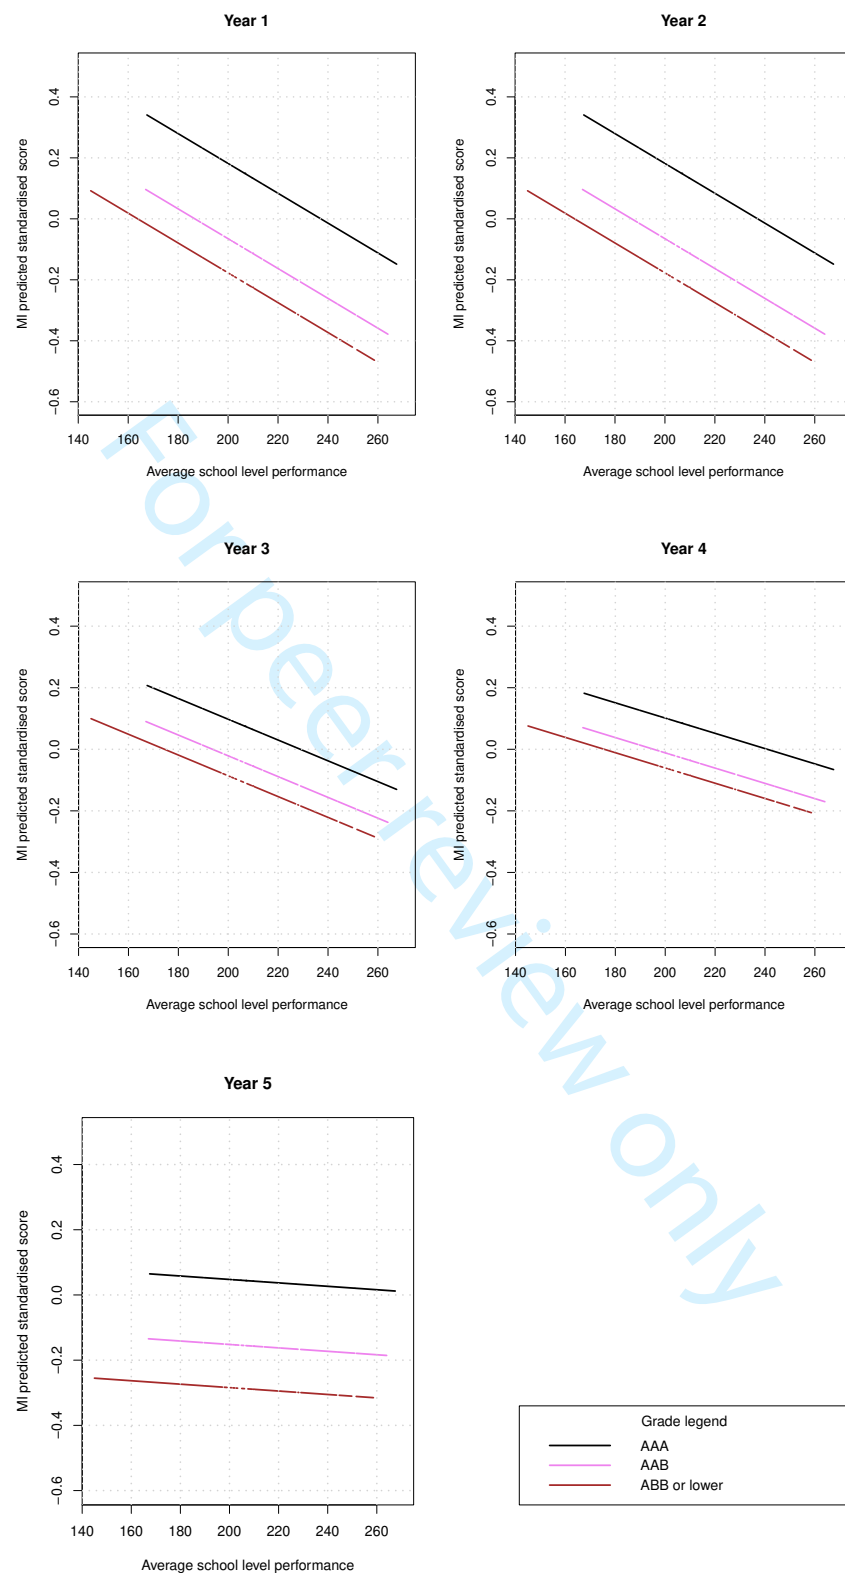 Year 1
Year 2
MI predicted standardised score
0.4
0.2
0.0
−0.2
−0.4
−0.6
140 160 180 200 220 240 260
Average school level performance
MI predicted standardised score
0.4
0.2
0.0
−0.2
−0.4
−0.6
140 160 180 200 220 240 260
Average school level performance
Year 3
Year 4
MI predicted standardised score
0.4
0.2
0.0
−0.2
−0.4
−0.6
140 160 180 200 220 240 260
Average school level performance
MI predicted standardised score
0.4
0.2
0.0
−0.2
−0.4
−0.6
140 160 180 200 220 240 260
Average school level performance
Year 5
MI predicted standardised score
0.4
0.2
0.0
−0.2
−0.4
−0.6
140 160 180 200 220 240 260
Average school level performance
Grade legend
AAA
AAB
ABB or lower
For peer review only